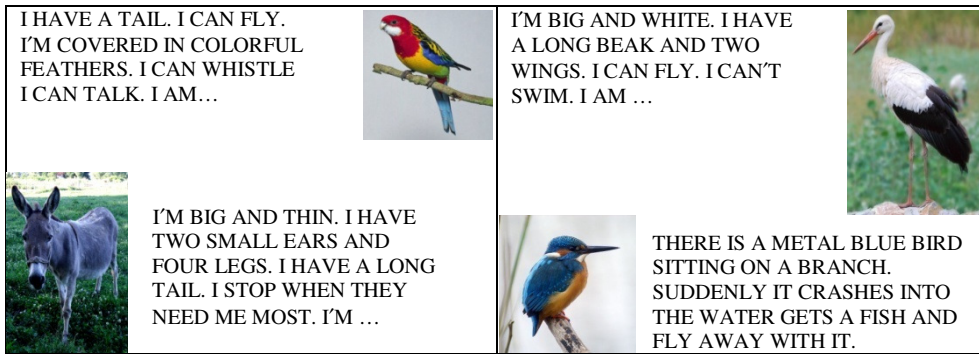 I HAVE A TAIL. I CAN FLY.
I′M COVERED IN COLORFUL
FEATHERS. I CAN WHISTLE
I CAN TALK. I AM…
I′M BIG AND WHITE. I HAVE
A LONG BEAK AND TWO
WINGS. I CAN FLY. I CAN′T
SWIM. I AM …
I′M BIG AND THIN. I HAVE
TWO SMALL EARS AND
FOUR LEGS. I HAVE A LONG
TAIL. I STOP WHEN THEY
NEED ME MOST. I′M …
THERE IS A METAL BLUE BIRD
SITTING ON A BRANCH.
SUDDENLY IT CRASHES INTO
THE WATER GETS A FISH AND
FLY AWAY WITH IT.